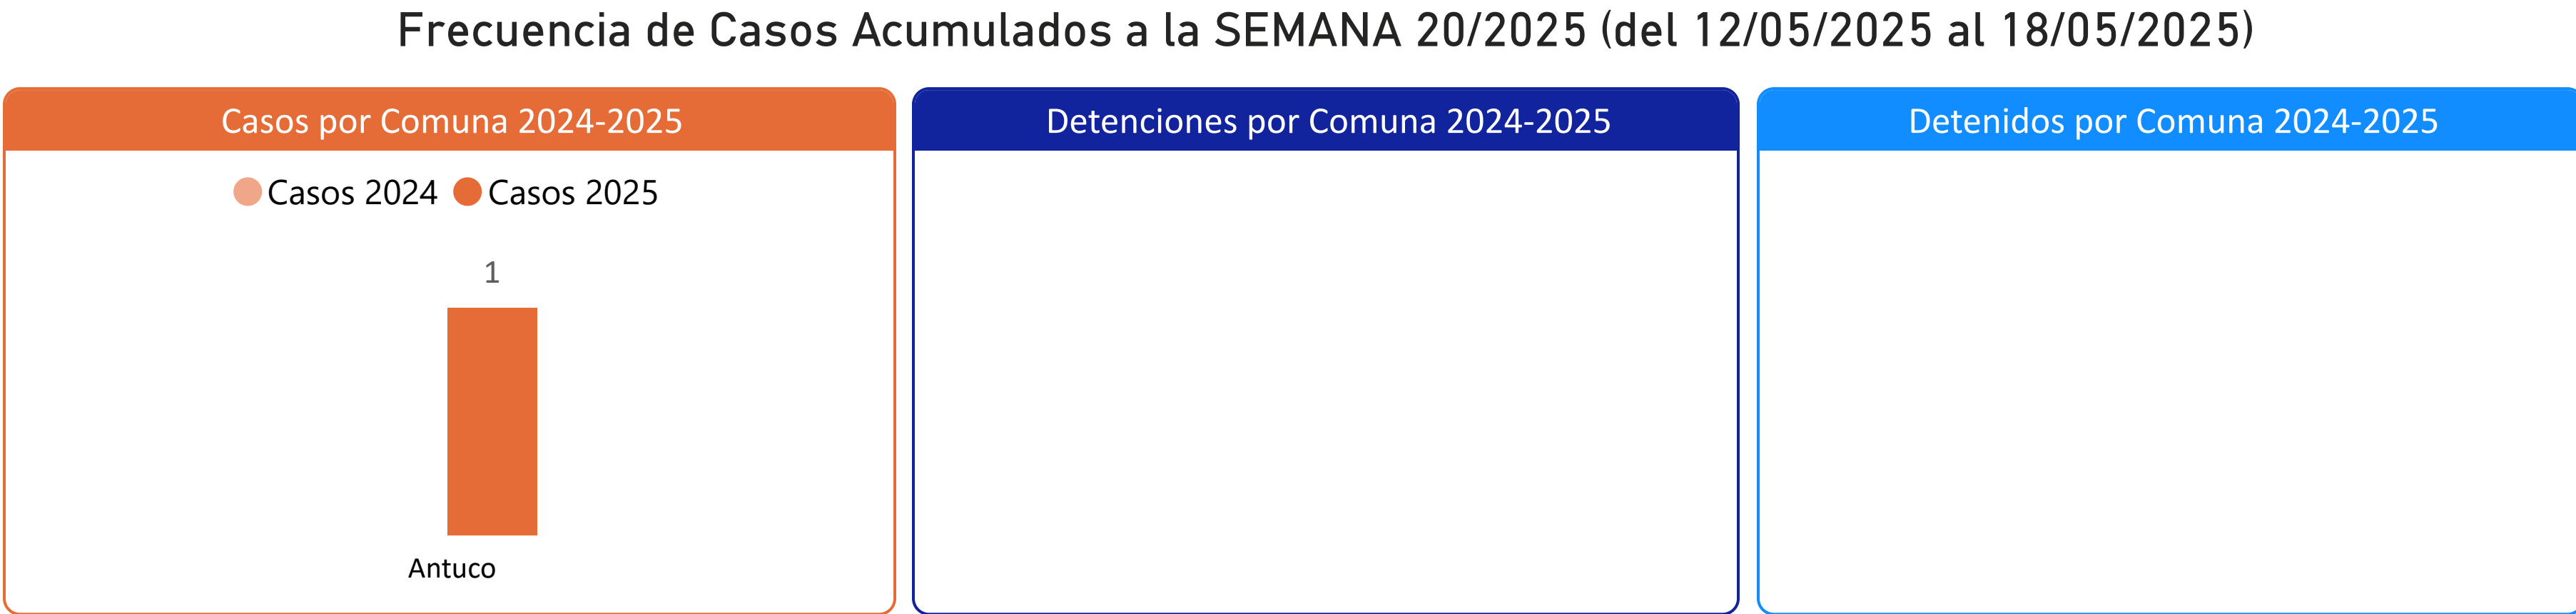 Frecuencia de Casos Acumulados a la SEMANA 20/2025 (del 12/05/2025 al 18/05/2025)
Casos por Comuna 2024-2025
Casos 2024 Casos 2025
1
Antuco
Detenciones por Comuna 2024-2025
Detenidos por Comuna 2024-2025